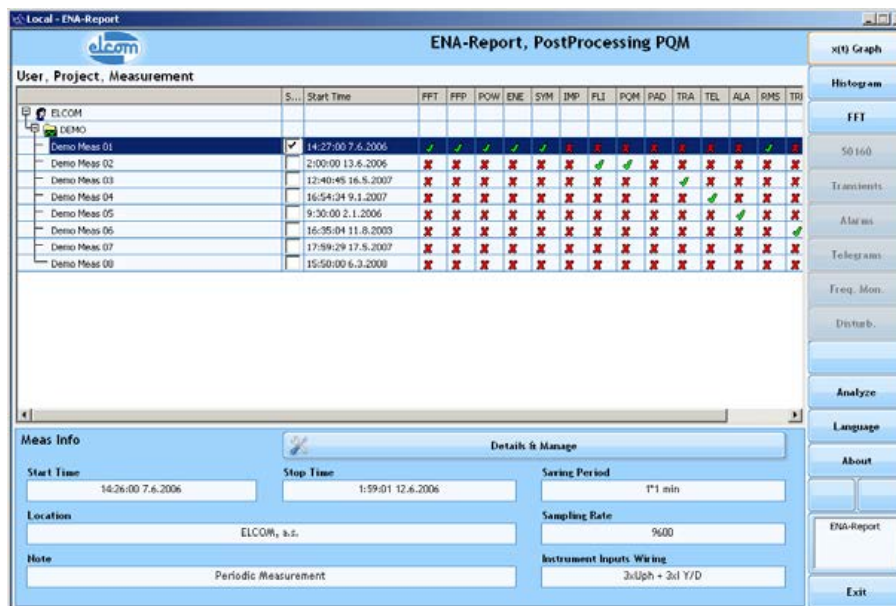 Local - ENA-Report
elcom
ENA-Report, PostProcessing PQM
User, Project, Measurement
S... Start Time FFT FFP POW ENE SYM IMP FLI PQM PAD TRA TEL ALA RMS
ELCOM
DEMO
Demo Meas 01 14:27:00 7.6.2006
Demo Meas 02 2:00:00 13.6.2006
Demo Meas 03 12:40:45 16.5.2007
Demo Meas 04 16:54:34 9.1.2007
Demo Meas 05 9:30:00 2.1.2006
Demo Meas 06 16:35:04 11.8.2003
Demo Meas 07 17:59:29 17.5.2007
Demo Meas 08 15:50:00 6.3.2008
Meas Info
Details & Manage
Start Time Stop Time Saving Period
14:26:00 7.6.2006 1:59:01 12.6.2006 1*1 min
Location Sampling Rate
ELCOM, a.s. 9600
Note Instrument Inputs Wiring
Periodic Measurement 3xUph + 3xI Y/D
x(t) Graph
Histogram
FFT
50160
Transients
Alarms
Telegrams
Freq. Mon.
Disturb.
Analyze
Language
About
ENA-Report
Exit